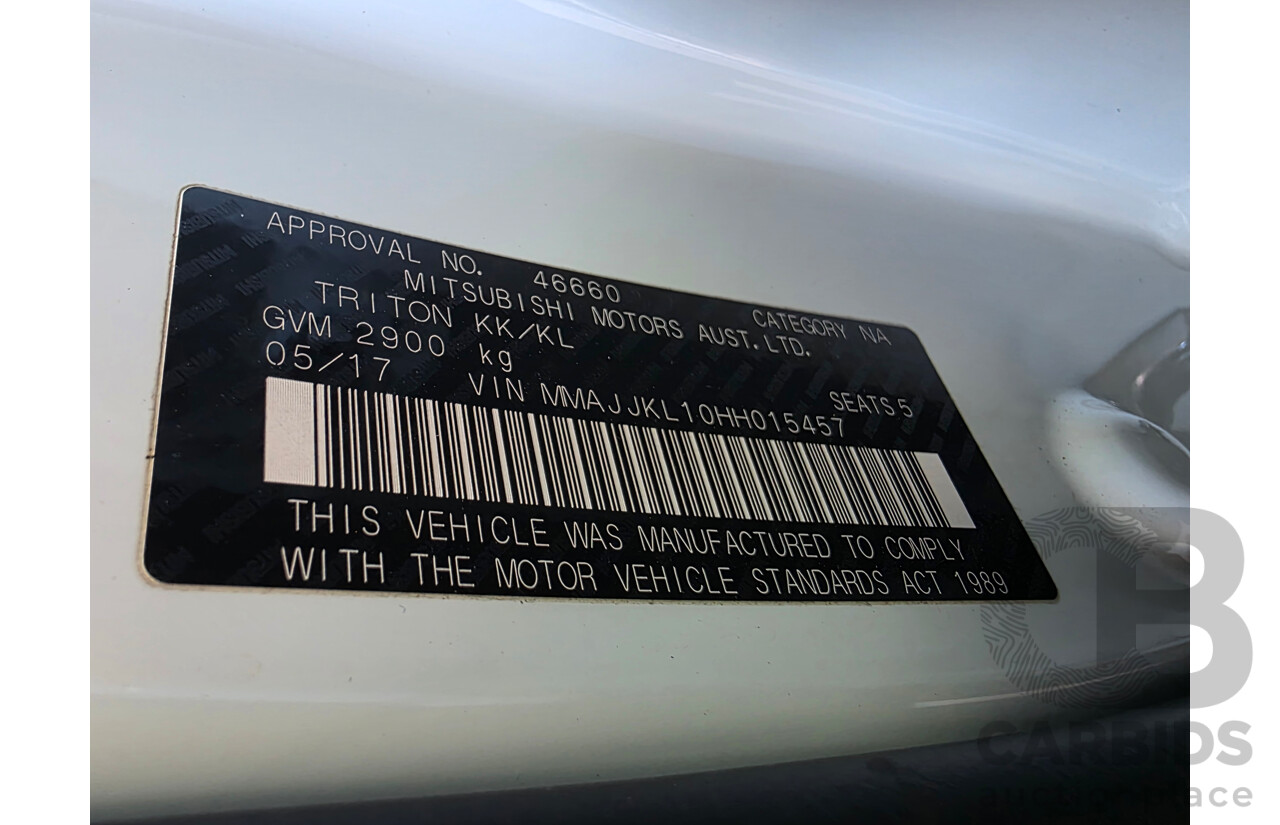 APPROVAL NO. 46660 CATEGORY NA
MITSUBISHI MOTORS AUST. LTD.
TRITON KK/KL
GVM 2900 kg SEATS 5
05/17 VIN MMAJJKL10HH015457
THIS VEHICLE WAS MANUFACTURED TO COMPLY
WITH THE MOTOR VEHICLE STANDARDS ACT 1989
CB
CARBIDS